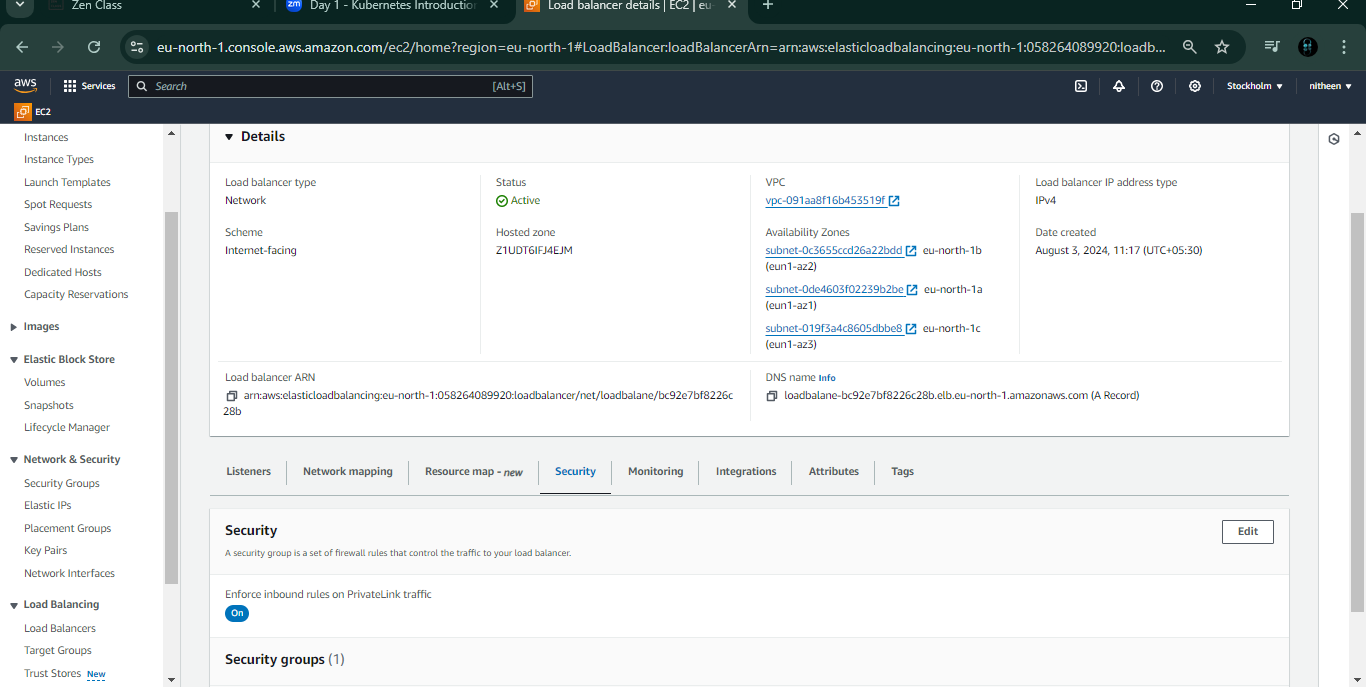 Zen Class
zm Day 1 - Kubernetes Introduction
Load balancer details | EC2 | eu-
eu-north-1.console.aws.amazon.com/ec2/home?region=eu-north-1#LoadBalancer:loadBalancerArn=arn:aws:elasticloadbalancing:eu-north-1:058264089920:loadb...
aws Services Search [Alt+S] Stockholm nitheen
EC2
Instances
Instance Types
Launch Templates
Spot Requests
Savings Plans
Reserved Instances
Dedicated Hosts
Capacity Reservations
Images
Elastic Block Store
Volumes
Snapshots
Lifecycle Manager
Network & Security
Security Groups
Elastic IPs
Placement Groups
Key Pairs
Network Interfaces
Load Balancing
Load Balancers
Target Groups
Trust Stores New
Details
Load balancer type
Network
Scheme
Internet-facing
Status
Active
Hosted zone
Z1UDT6IFJ4EJM
VPC
vpc-091aa8f16b453519f
Availability Zones
subnet-0c3655ccd26a22bdd eu-north-1b
(eun1-az2)
subnet-0de4603f02239b2be eu-north-1a
(eun1-az1)
subnet-019f3a4c8605dbbe8 eu-north-1c
(eun1-az3)
Load balancer IP address type
IPv4
Date created
August 3, 2024, 11:17 (UTC+05:30)
Load balancer ARN
arn:aws:elasticloadbalancing:eu-north-1:058264089920:loadbalancer/net/loadbalane/bc92e7bf8226c
28b
DNS name Info
loadbalane-bc92e7bf8226c28b.elb.eu-north-1.amazonaws.com (A Record)
Listeners
Network mapping
Resource map - new
Security
Monitoring
Integrations
Attributes
Tags
Security
Edit
A security group is a set of firewall rules that control the traffic to your load balancer.
Enforce inbound rules on PrivateLink traffic
On
Security groups (1)